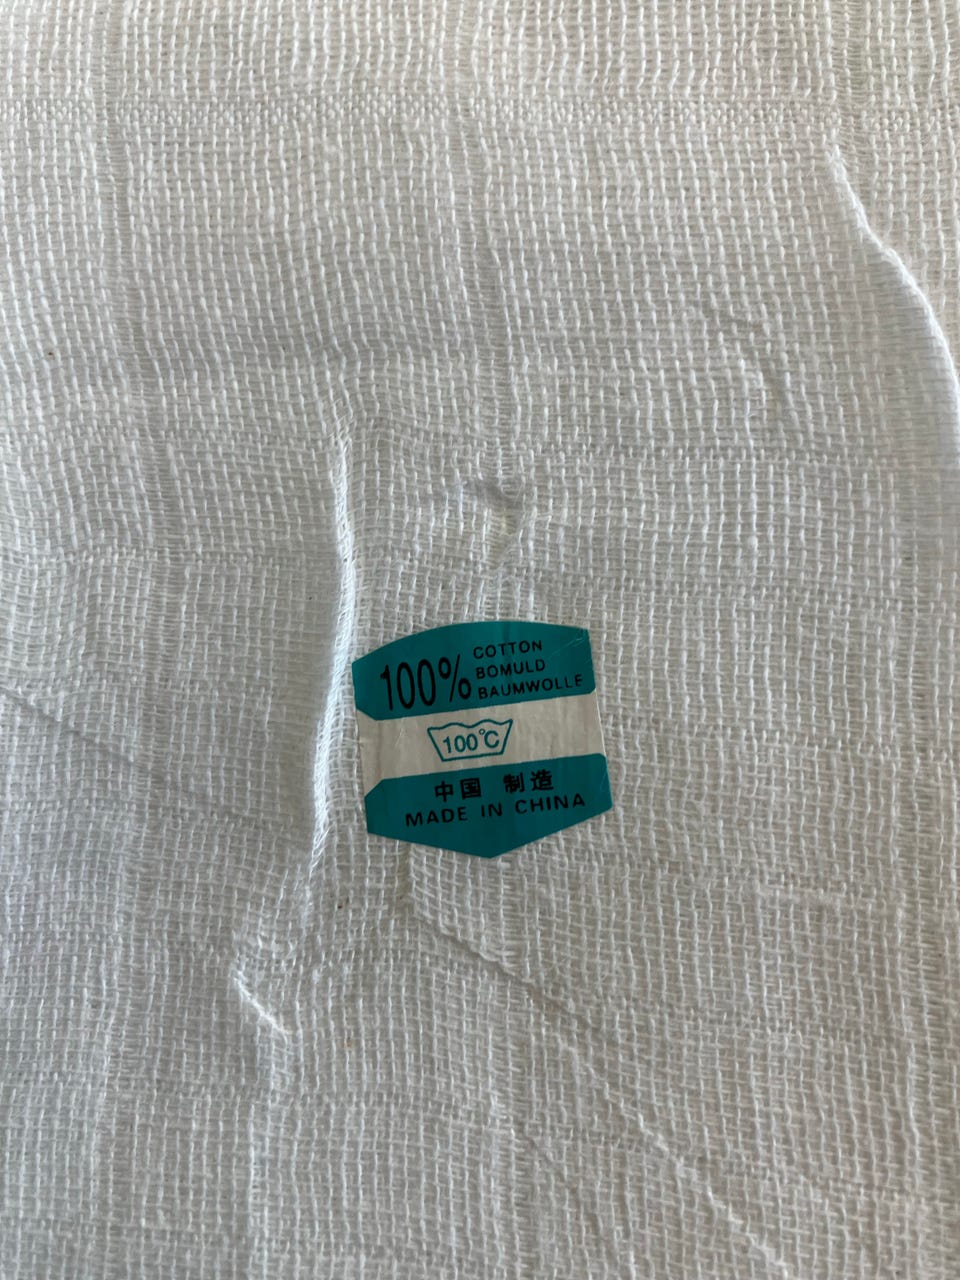 100% COTTON
BOMULD
BAUMWOLLE
100°C
中国 制造
MADE IN CHINA